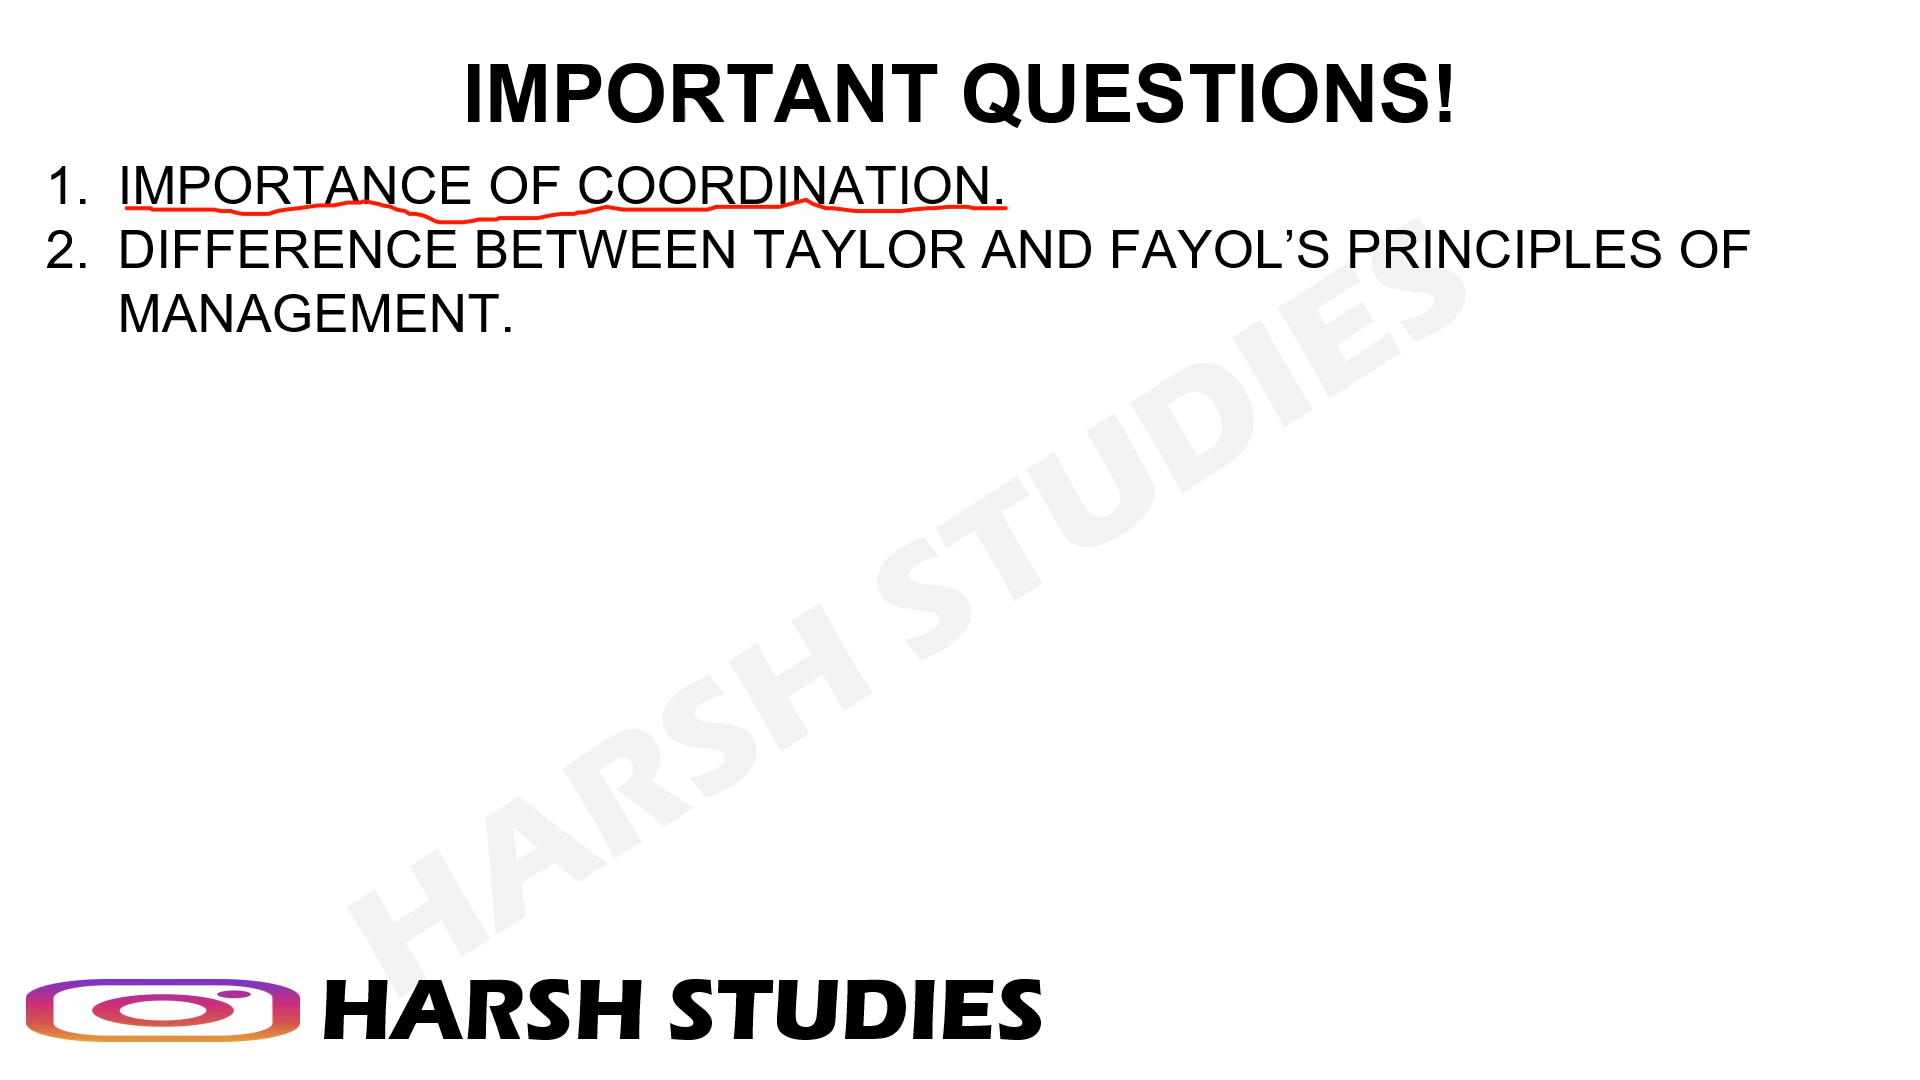 IMPORTANT QUESTIONS!
1. IMPORTANCE OF COORDINATION.
2. DIFFERENCE BETWEEN TAYLOR AND FAYOL’S PRINCIPLES OF
MANAGEMENT.
HARSH STUDIES
HARSH STUDIES